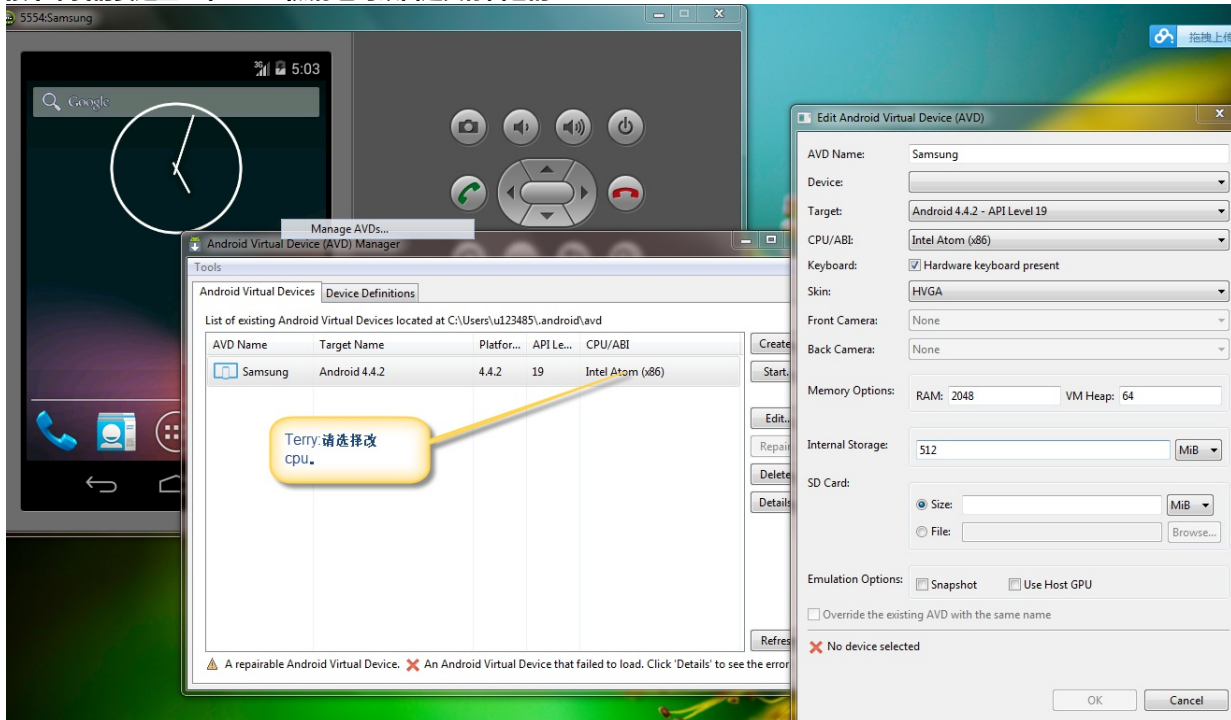 5554:Samsung
3G 5:03
Google
拖拽上传
Manage AVDs...
Android Virtual Device (AVD) Manager
Tools
Android Virtual Devices
Device Definitions
List of existing Android Virtual Devices located at C:\Users\u123485\.android\avd
AVD Name Target Name Platfor... API Le... CPU/ABI
Samsung Android 4.4.2 4.4.2 19 Intel Atom (x86)
Terry:请选择改
cpu。
Create
Start.
Edit..
Repair
Delete
Details
Refres
A repairable Android Virtual Device. An Android Virtual Device that failed to load. Click 'Details' to see the error
Edit Android Virtual Device (AVD)
AVD Name: Samsung
Device:
Target: Android 4.4.2 - API Level 19
CPU/ABI: Intel Atom (x86)
Keyboard: Hardware keyboard present
Skin: HVGA
Front Camera: None
Back Camera: None
Memory Options: RAM: 2048 VM Heap: 64
Internal Storage: 512 MiB
SD Card:
Size: MiB
File: Browse...
Emulation Options: Snapshot Use Host GPU
Override the existing AVD with the same name
No device selected
OK Cancel